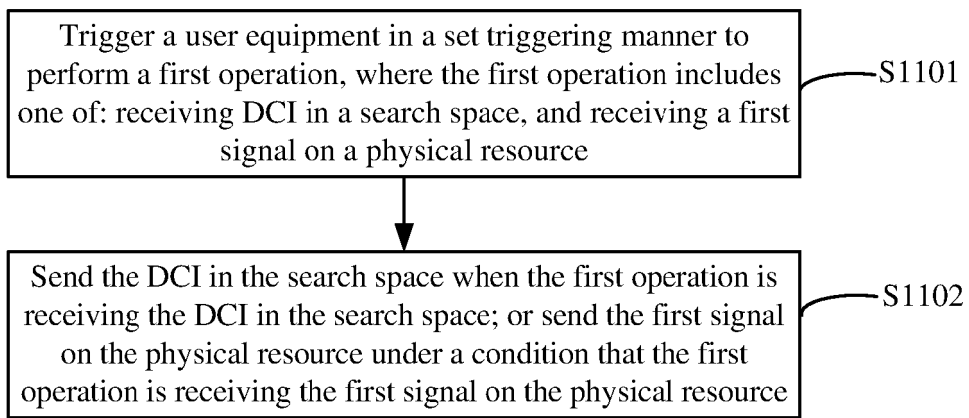 Trigger a user equipment in a set triggering manner to
perform a first operation, where the first operation includes
one of: receiving DCI in a search space, and receiving a first
signal on a physical resource
S1101
Send the DCI in the search space when the first operation is
receiving the DCI in the search space; or send the first signal
on the physical resource under a condition that the first
operation is receiving the first signal on the physical resource
S1102